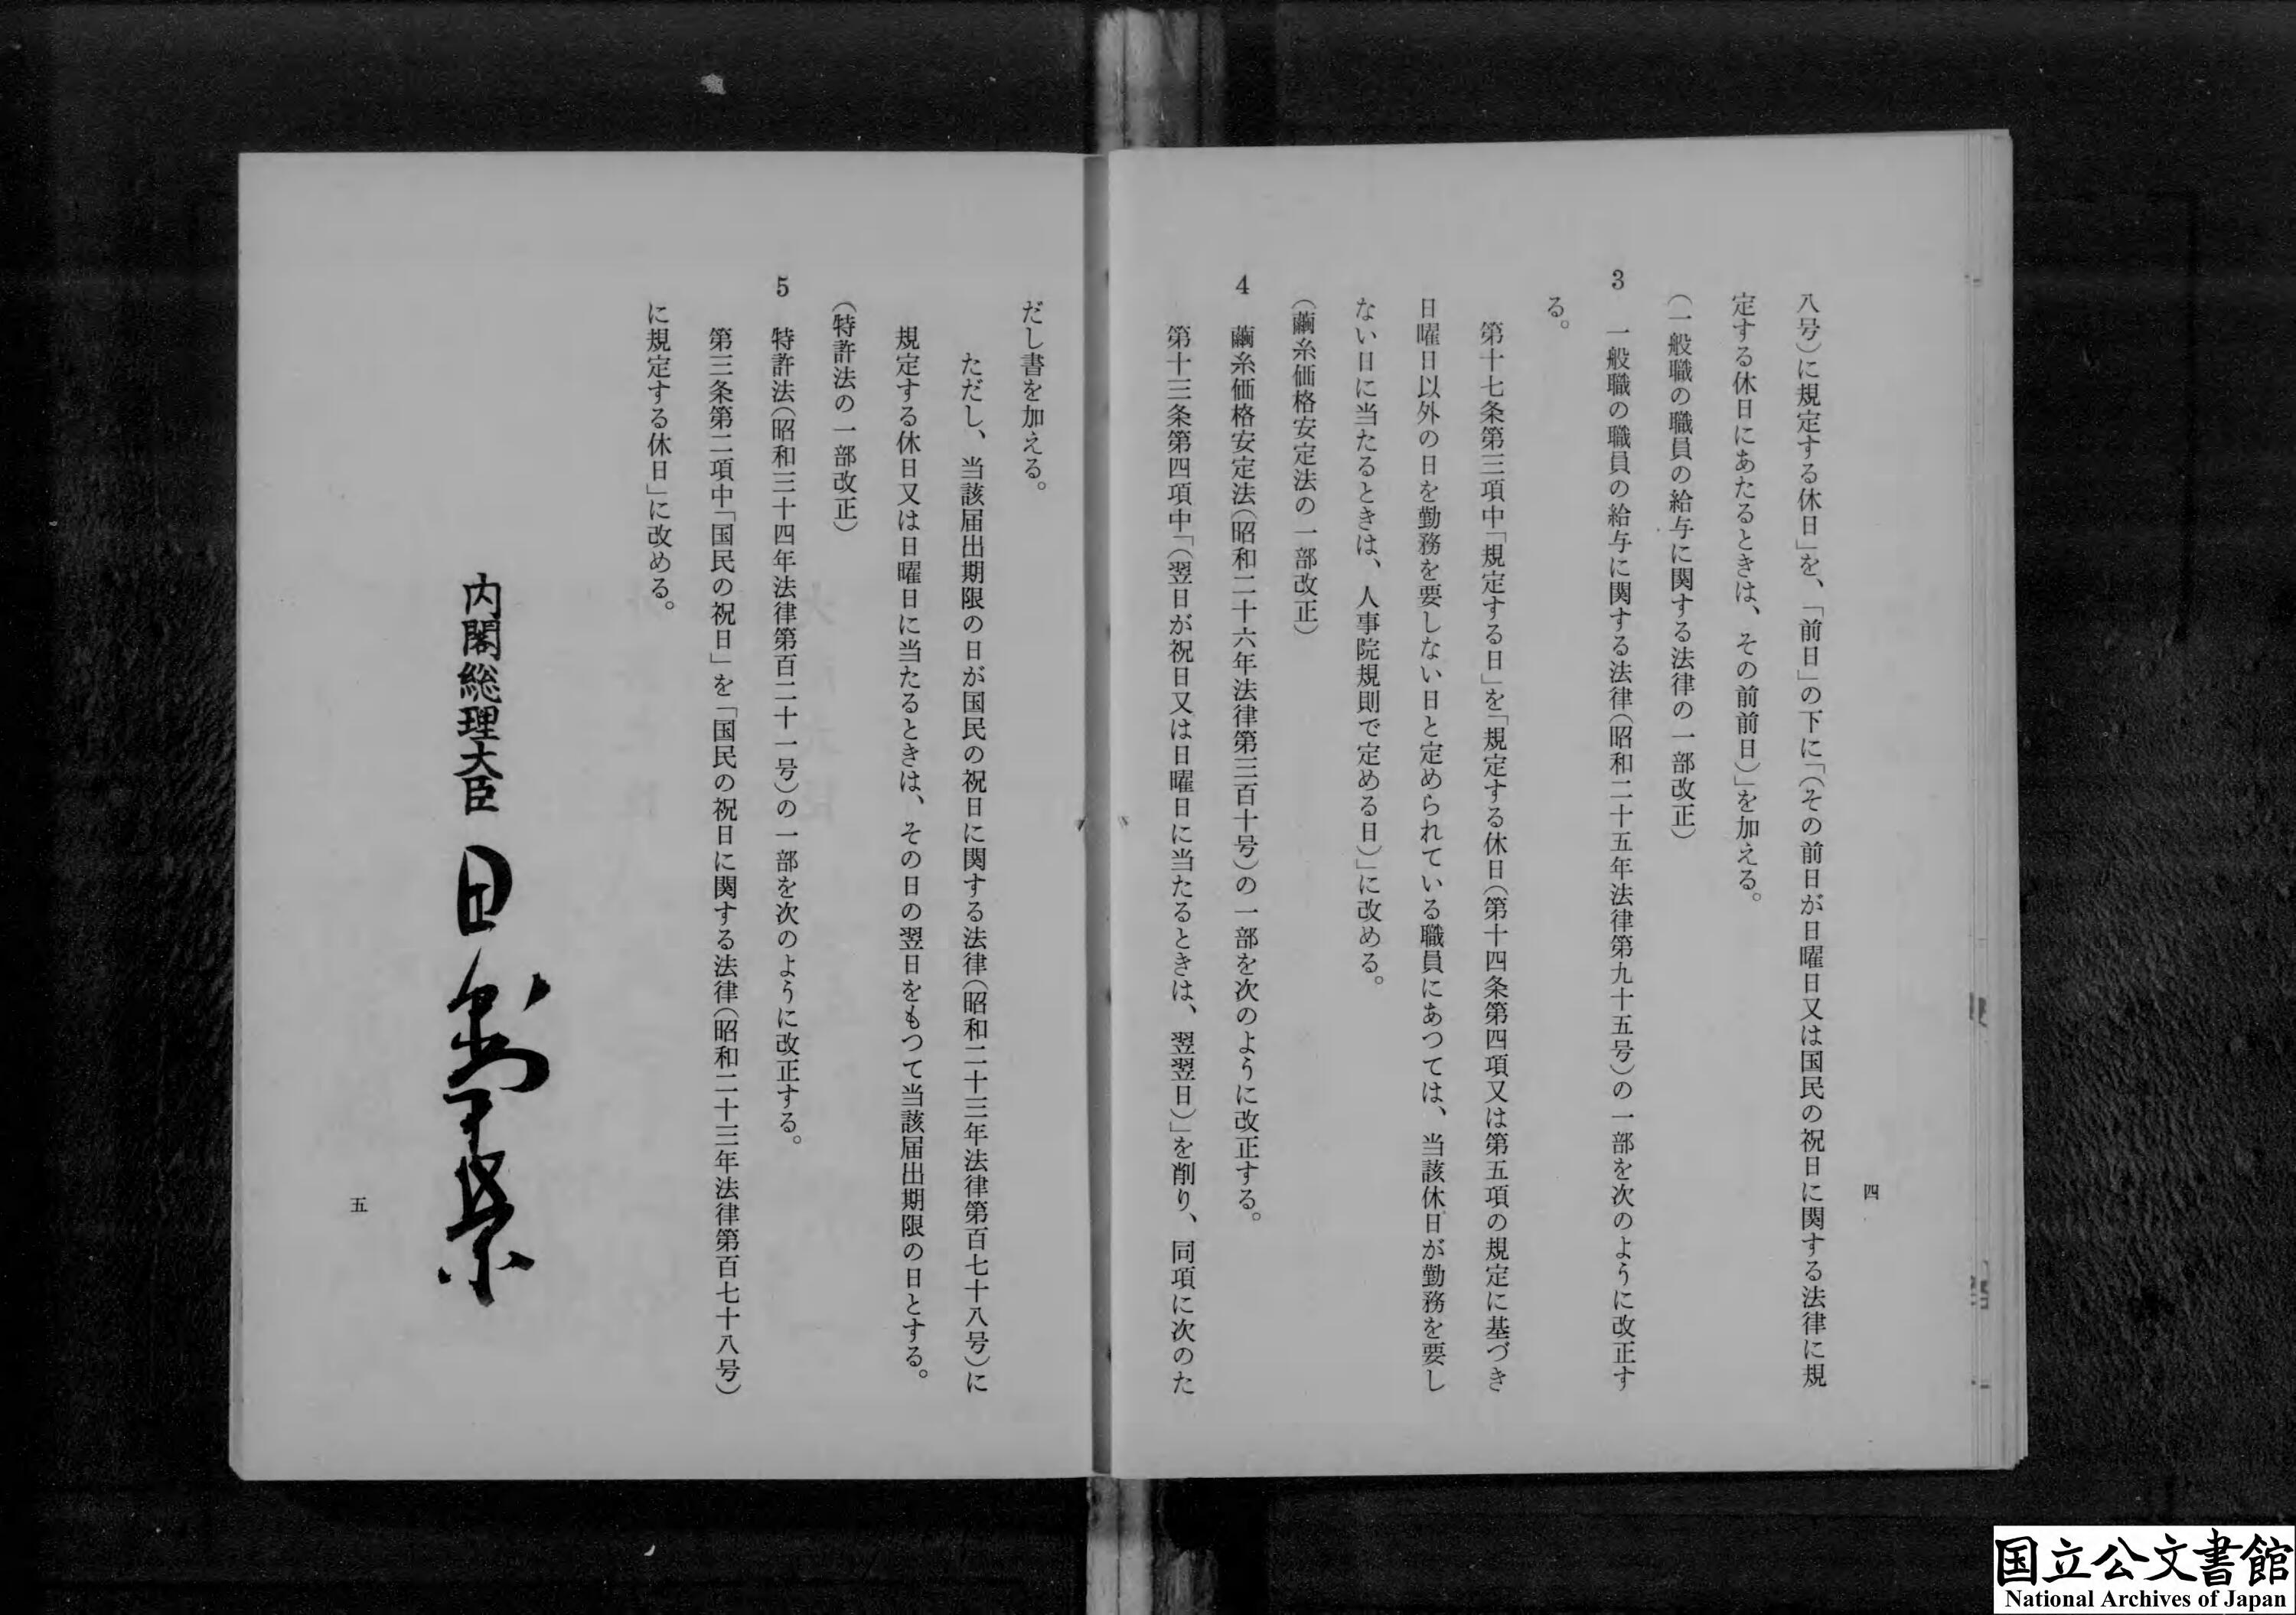 四
八号)に規定する休日」を、「前日」の下に「(その前日が日曜日又は国民の祝日に関する法律に規
定する休日にあたるときは、その前前日)」を加える。
(一般職の職員の給与に関する法律の一部改正)
3 一般職の職員の給与に関する法律(昭和二十五年法律第九十五号)の一部を次のように改正す
る。
第十七条第三項中「規定する日」を「規定する休日(第十四条第四項又は第五項の規定に基づき
日曜日以外の日を勤務を要しない日と定められている職員にあつては、当該休日が勤務を要し
ない日に当たるときは、人事院規則で定める日)」に改める。
(繭糸価格安定法の一部改正)
4 繭糸価格安定法(昭和二十六年法律第三百十号)の一部を次のように改正する。
第十三条第四項中「(翌日が祝日又は日曜日に当たるときは、翌翌日)」を削り、同項に次のた
だし書を加える。
ただし、当該届出期限の日が国民の祝日に関する法律(昭和二十三年法律第百七十八号)に
規定する休日又は日曜日に当たるときは、その日の翌日をもつて当該届出期限の日とする。
(特許法の一部改正)
5 特許法(昭和三十四年法律第百二十一号)の一部を次のように改正する。
第三条第二項中「国民の祝日」を「国民の祝日に関する法律(昭和二十三年法律第百七十八号)
に規定する休日」に改める。
内閣総理大臣 田中角榮
五
国立公文書館
National Archives of Japan